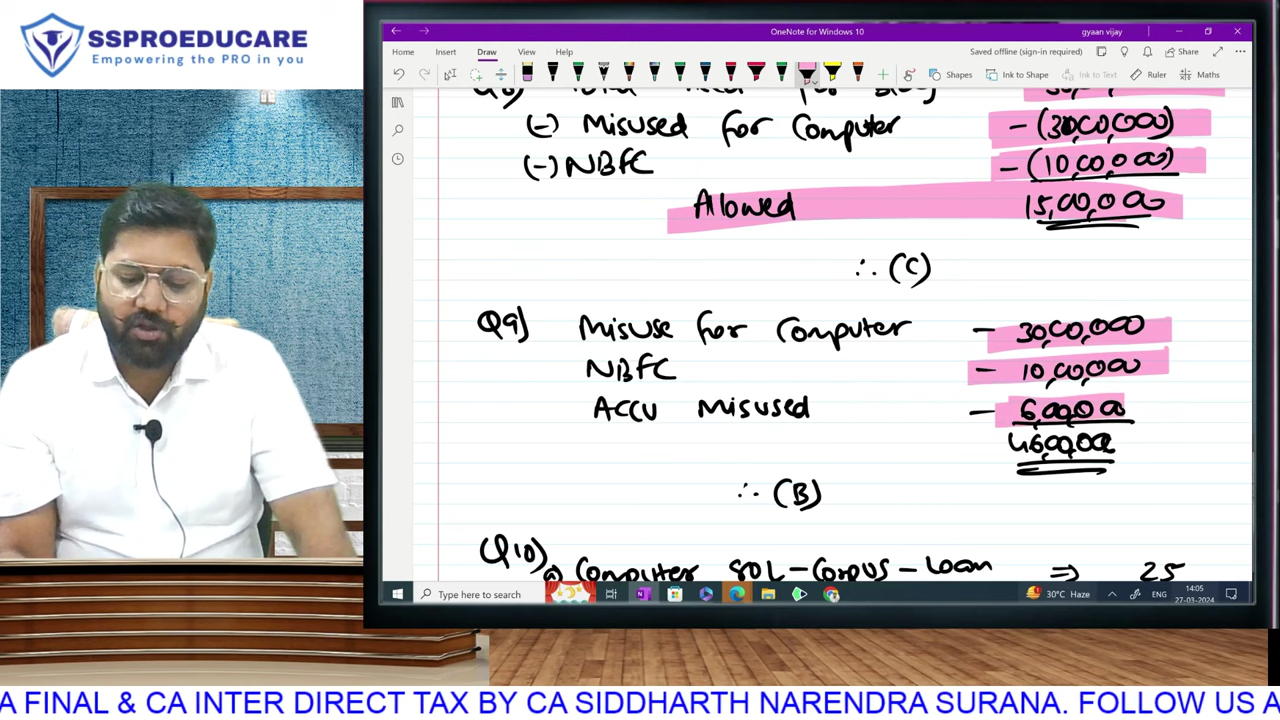 SSPROEDUCARE
Empowering the PRO in you
OneNote for Windows 10
gyaan vijay
Home Insert Draw View Help
Saved offline (sign-in required)
Share
Shapes
Ink to Shape
Ink to Text
Ruler
Maths
(-) Misused for Computer - (30,00,000)
(-) NBFC - (10,00,000)
Allowed 15,00,000
∴ (C)
Q9] Misuse for Computer - 30,00,000
NBFC - 10,00,000
ACCU Misused - 6,00,000
46,00,000
∴ (B)
Q10) a) Computer 80L - Corpus - Loan ⇒ 25
Type here to search
30°C Haze
ENG
14:05
27-03-2024
A FINAL & CA INTER DIRECT TAX BY CA SIDDHARTH NARENDRA SURANA. FOLLOW US A